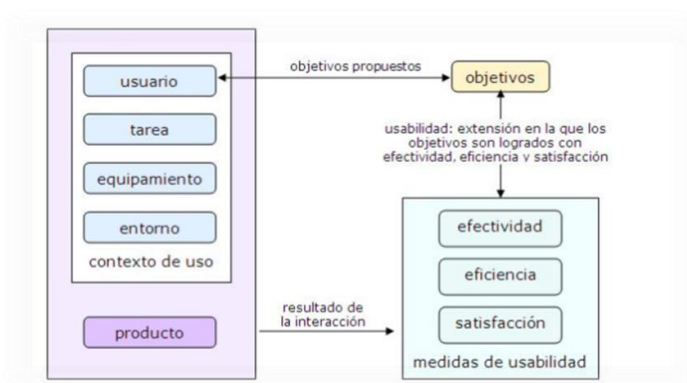 usuario
tarea
equipamiento
entorno
contexto de uso
producto
objetivos propuestos
objetivos
usabilidad: extensión en la que los
objetivos son logrados con
efectividad, eficiencia y satisfacción
resultado de
la interacción
efectividad
eficiencia
satisfacción
medidas de usabilidad